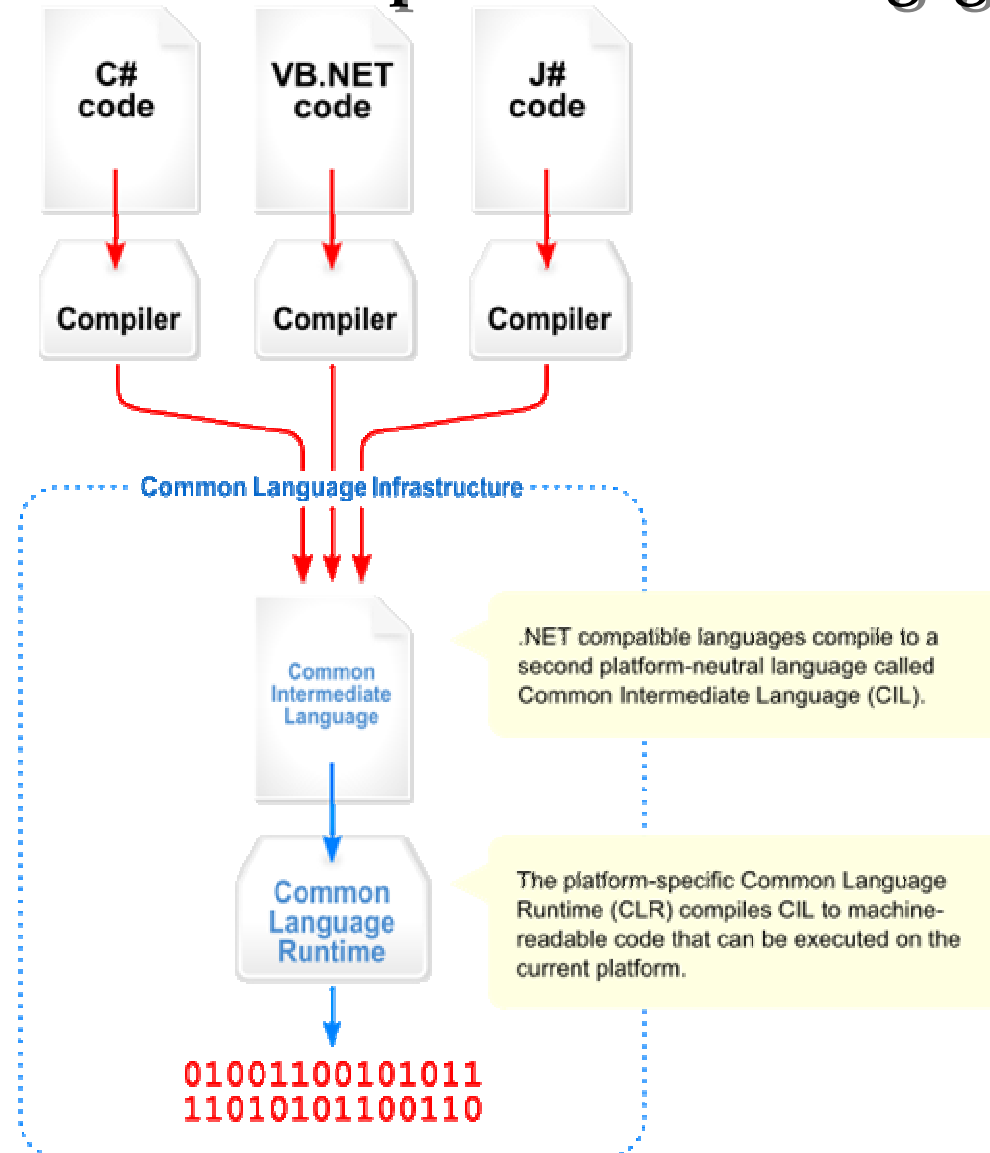 C#
code
VB.NET
code
J#
code
Compiler
Compiler
Compiler
Common Language Infrastructure
Common
Intermediate
Language
.NET compatible languages compile to a
second platform-neutral language called
Common Intermediate Language (CIL).
Common
Language
Runtime
The platform-specific Common Language
Runtime (CLR) compiles CIL to machine-
readable code that can be executed on the
current platform.
01001100101011
11010101100110